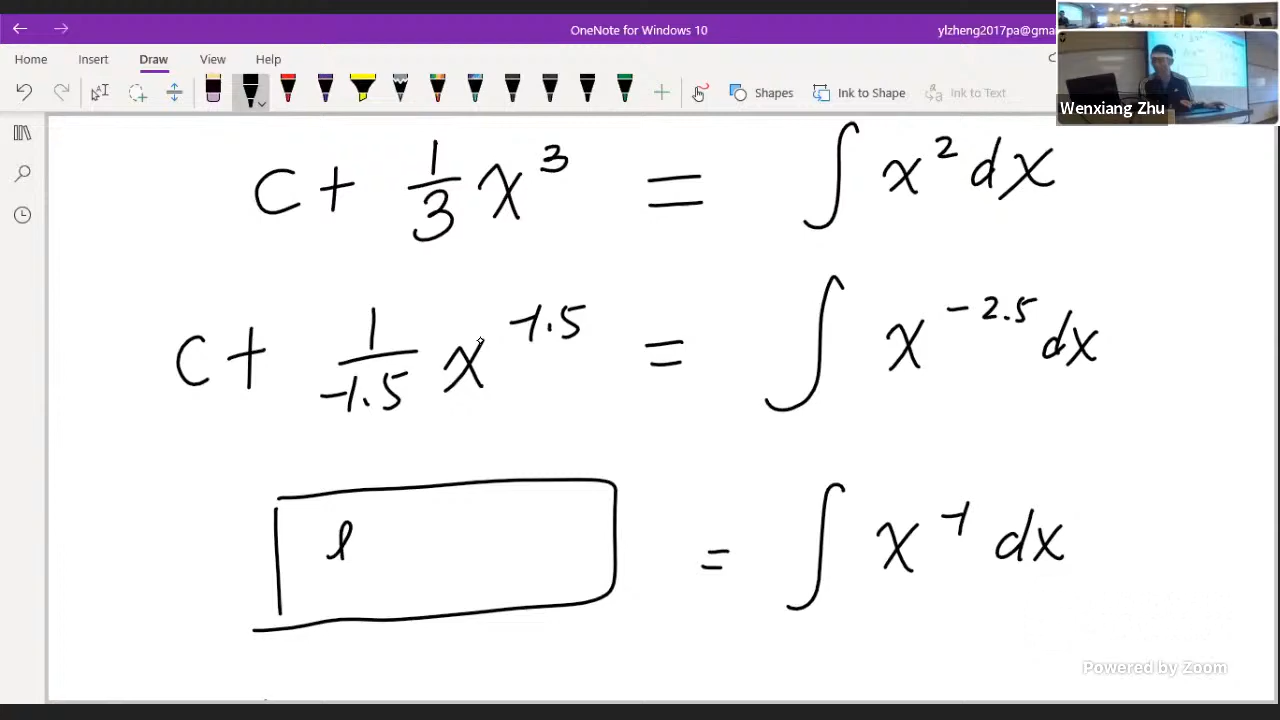 OneNote for Windows 10
ylzheng2017pa@gma
Home Insert Draw View Help
Shapes Ink to Shape Ink to Text
Wenxiang Zhu
C + 1/3 x^3 = ∫ x^2 dx
C + 1/-1.5 x^-1.5 = ∫ x^-2.5 dx
l = ∫ x^-1 dx
Powered by Zoom